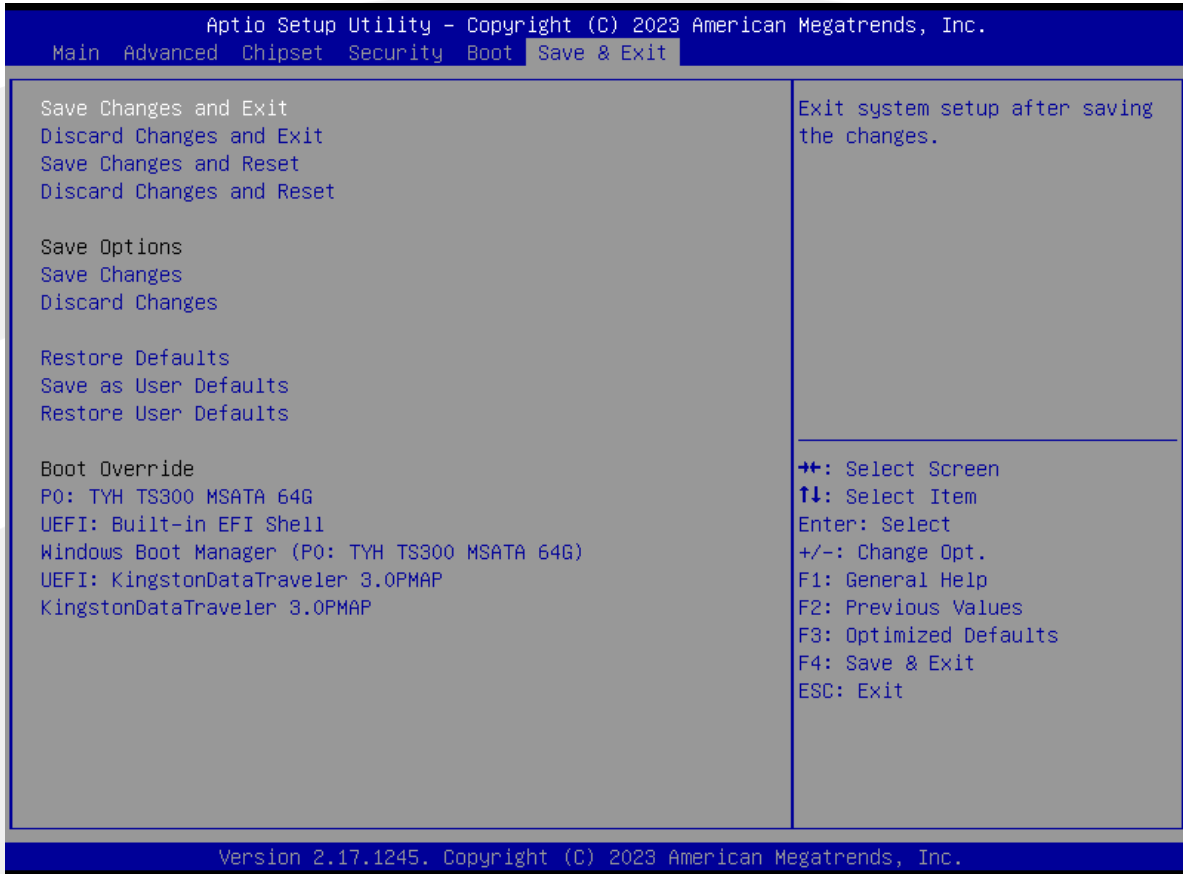 Aptio Setup Utility – Copyright (C) 2023 American Megatrends, Inc.
Main Advanced Chipset Security Boot Save & Exit
Save Changes and Exit
Discard Changes and Exit
Save Changes and Reset
Discard Changes and Reset
Save Options
Save Changes
Discard Changes
Restore Defaults
Save as User Defaults
Restore User Defaults
Boot Override
P0: TYH TS300 MSATA 64G
UEFI: Built-in EFI Shell
Windows Boot Manager (P0: TYH TS300 MSATA 64G)
UEFI: KingstonDataTraveler 3.0PMAP
KingstonDataTraveler 3.0PMAP
Exit system setup after saving
the changes.
→←: Select Screen
↑↓: Select Item
Enter: Select
+/-: Change Opt.
F1: General Help
F2: Previous Values
F3: Optimized Defaults
F4: Save & Exit
ESC: Exit
Version 2.17.1245. Copyright (C) 2023 American Megatrends, Inc.